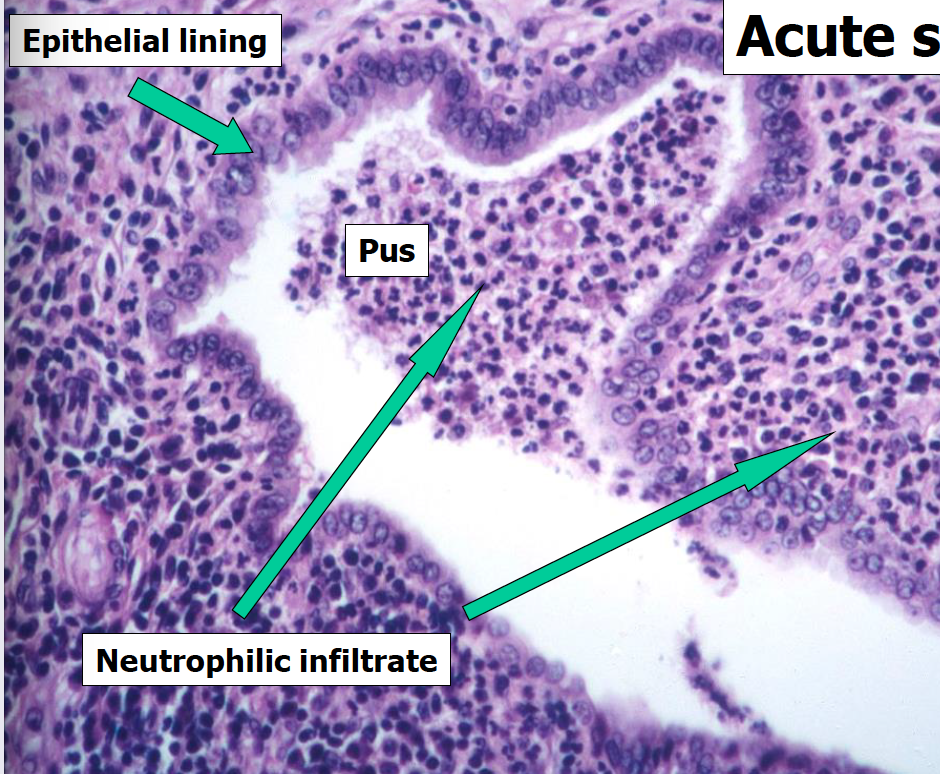 Acute s
Epithelial lining
Pus
Neutrophilic infiltrate